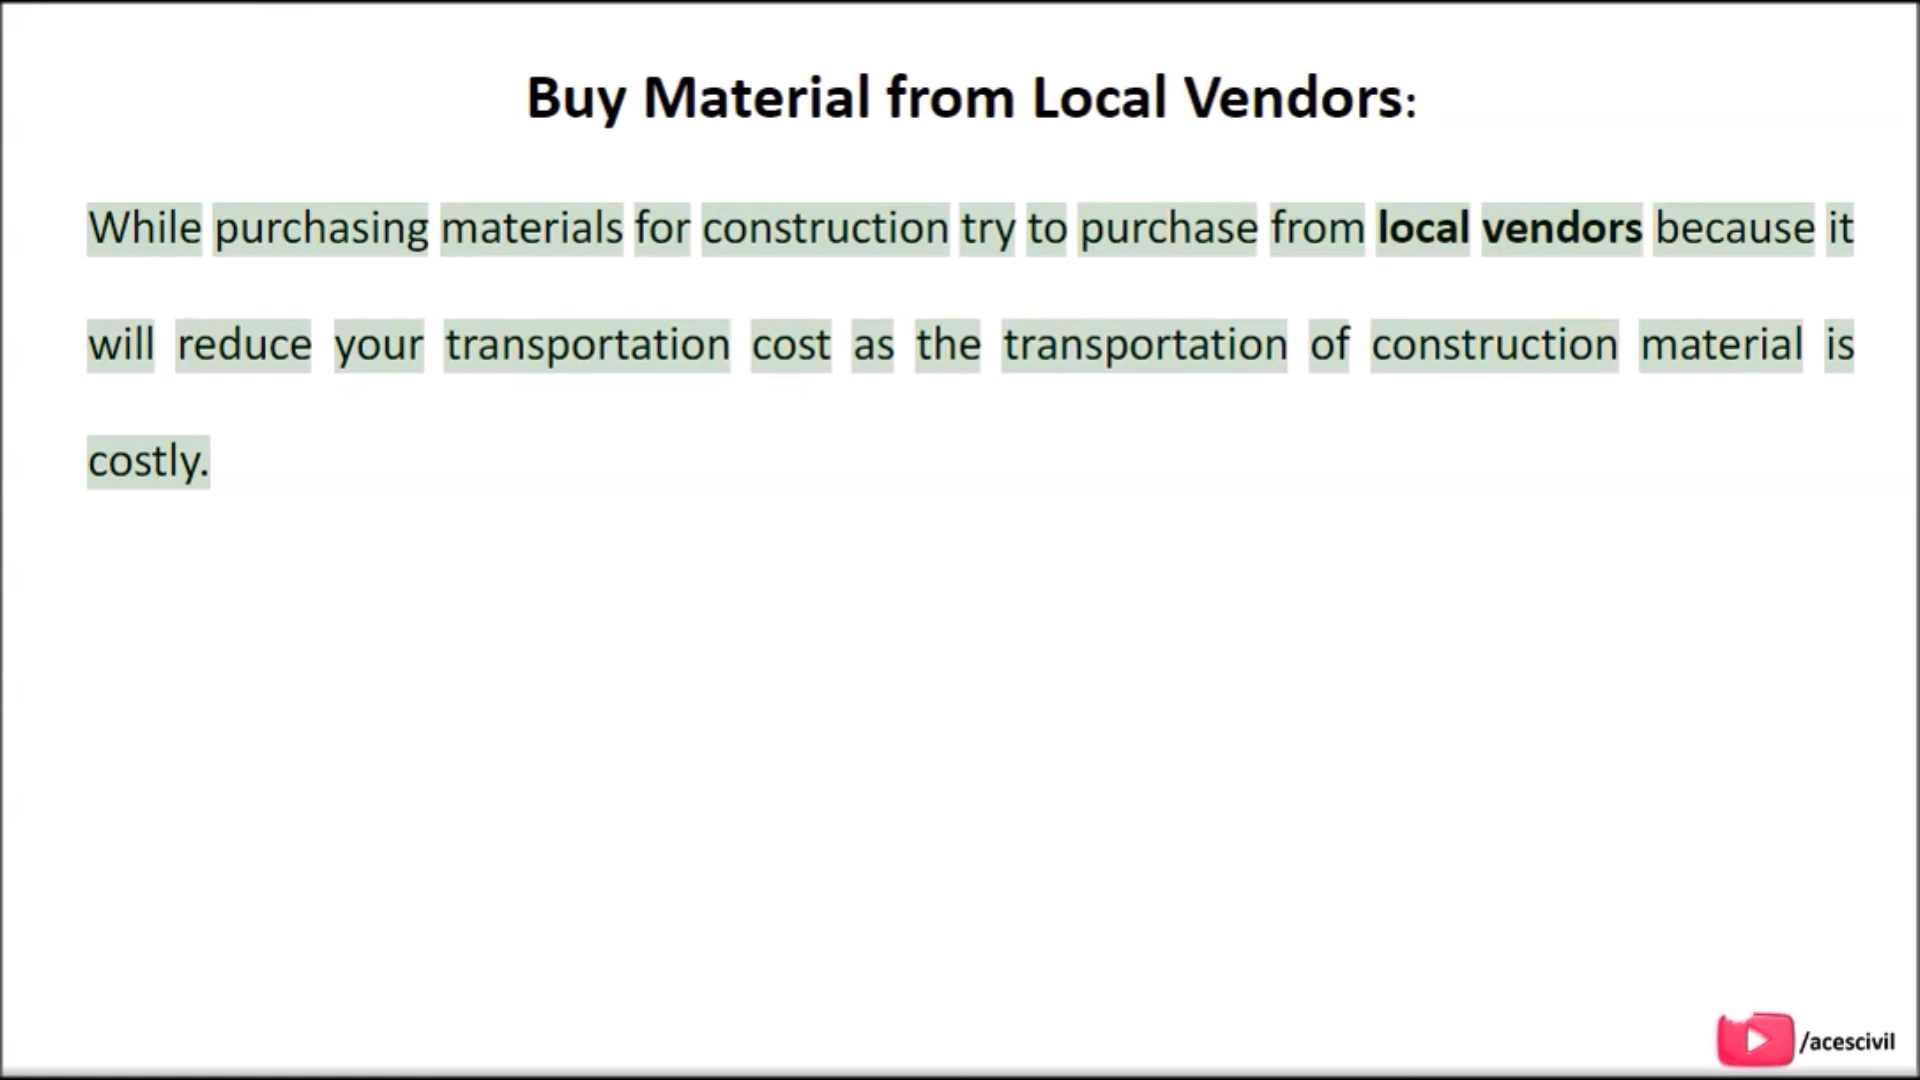 Buy Material from Local Vendors:
While purchasing materials for construction try to purchase from local vendors because it
will reduce your transportation cost as the transportation of construction material is
costly.
/acescivil